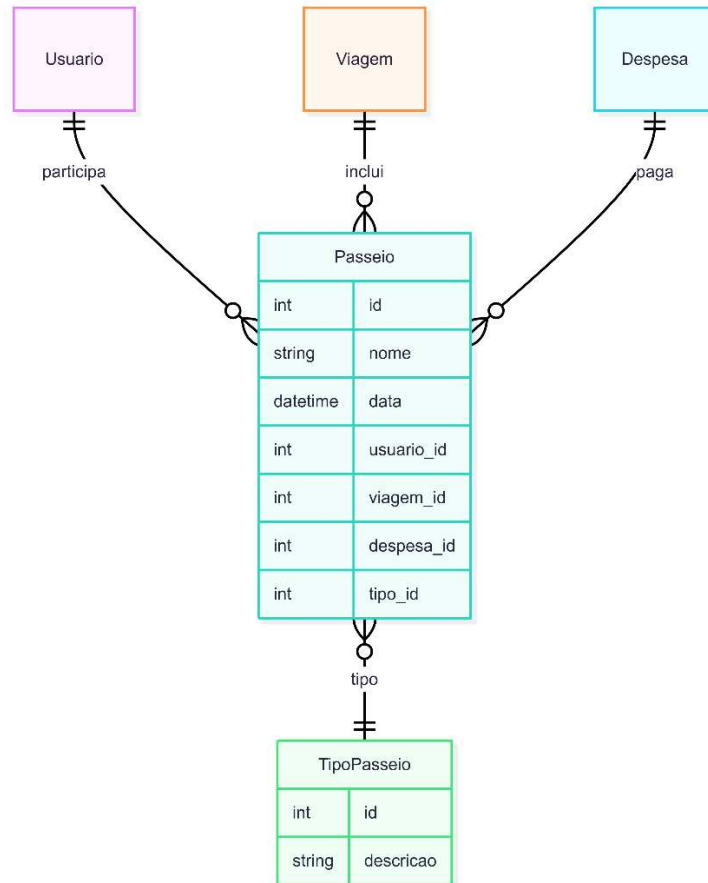 Usuario
Viagem
Despesa
participa
inclui
paga
Passeio
int id
string nome
datetime data
int usuario_id
int viagem_id
int despesa_id
int tipo_id
tipo
TipoPasseio
int id
string descricao